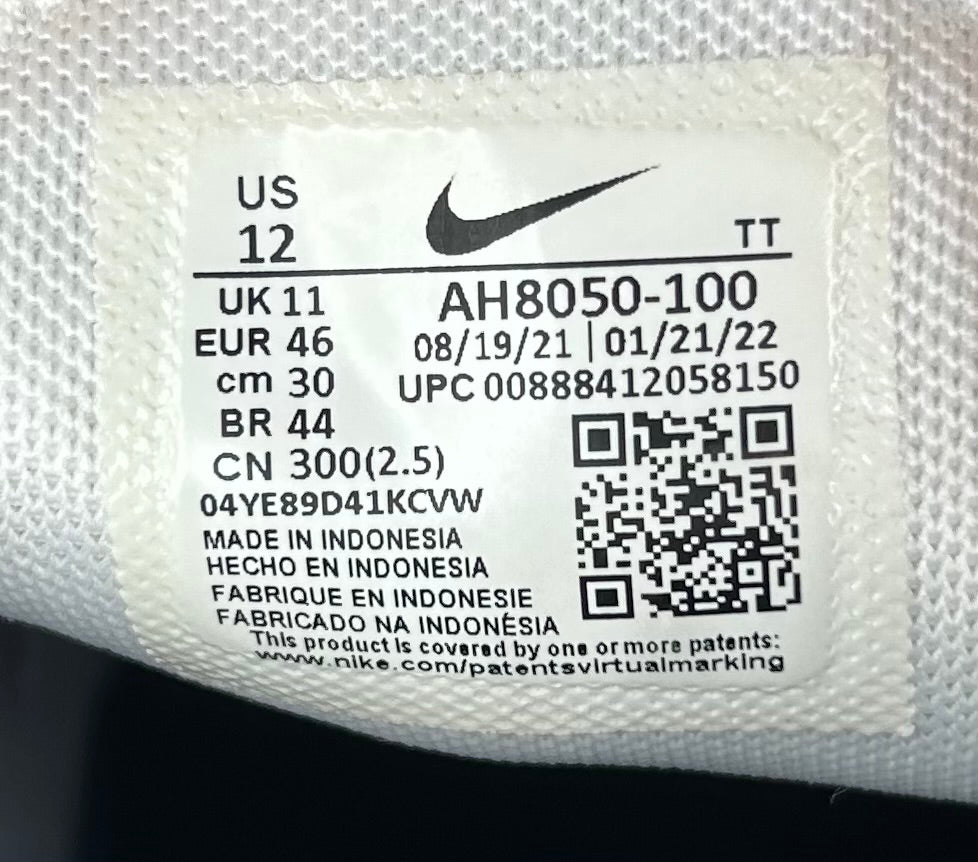 US
12
TT
UK 11
AH8050-100
EUR 46
08/19/21 | 01/21/22
cm 30
UPC 00888412058150
BR 44
CN 300(2.5)
04YE89D41KCVW
MADE IN INDONESIA
HECHO EN INDONESIA
FABRIQUE EN INDONESIE
FABRICADO NA INDONÉSIA
This product is covered by one or more patents:
www.nike.com/patentsvirtualmarking